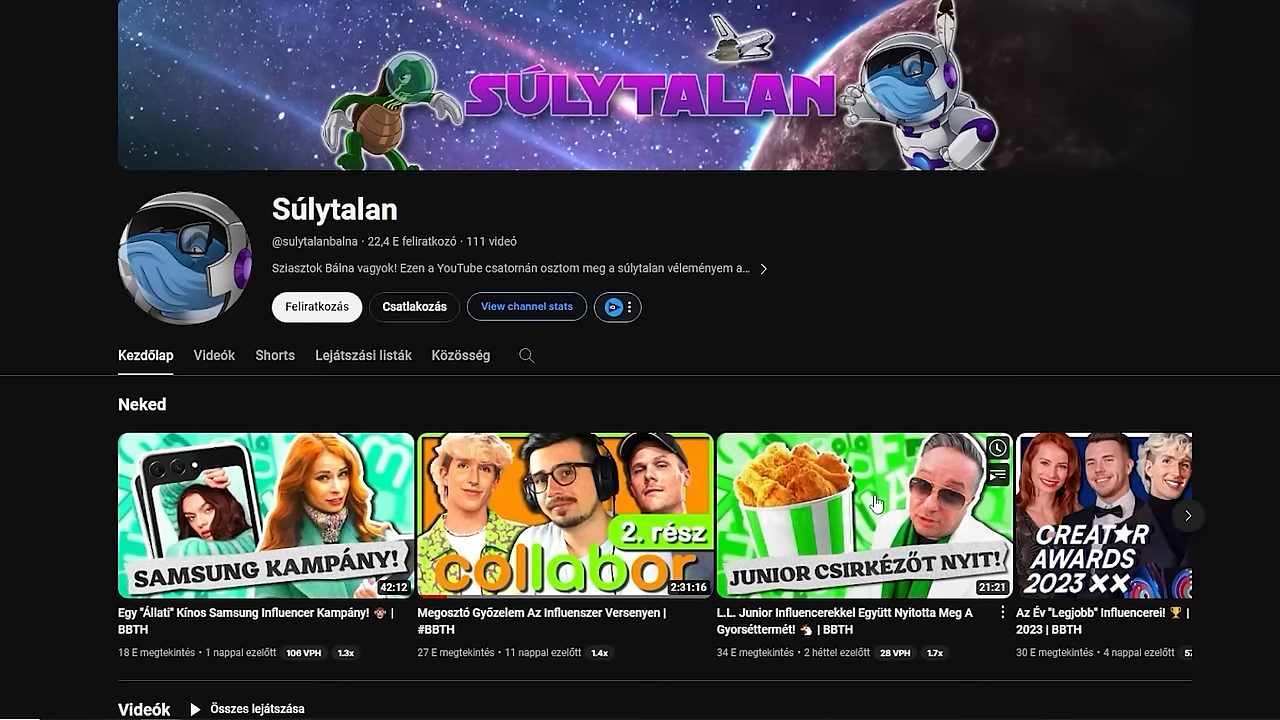 SÚLYTALAN
Súlytalan
@sulytalanbalna · 22,4 E feliratkozó · 111 videó
Sziasztok Bálna vagyok! Ezen a YouTube csatornán osztom meg a súlytalan véleményem a...
Feliratkozás
Csatlakozás
View channel stats
Kezdőlap
Videók
Shorts
Lejátszási listák
Közösség
Neked
SAMSUNG KAMPÁNY!
42:12
2. rész
collabor
2:31:16
JUNIOR CSIRKÉZŐT NYIT!
21:21
CREAT★R
AWARDS
2023 XX
Egy "Állati" Kínos Samsung Influencer Kampány! 🐵 |
BBTH
18 E megtekintés • 1 nappal ezelőtt 106 VPH 1.3x
Megosztó Győzelem Az Influenszer Versenyen |
#BBTH
27 E megtekintés • 11 nappal ezelőtt 1.4x
L.L. Junior Influencerekkel Együtt Nyitotta Meg A
Gyorséttermét! 🐔 | BBTH
34 E megtekintés • 2 héttel ezelőtt 28 VPH 1.7x
Az Év "Legjobb" Influencerei! 🏆 |
2023 | BBTH
30 E megtekintés • 4 nappal ezelőtt
Videók
Összes lejátszása